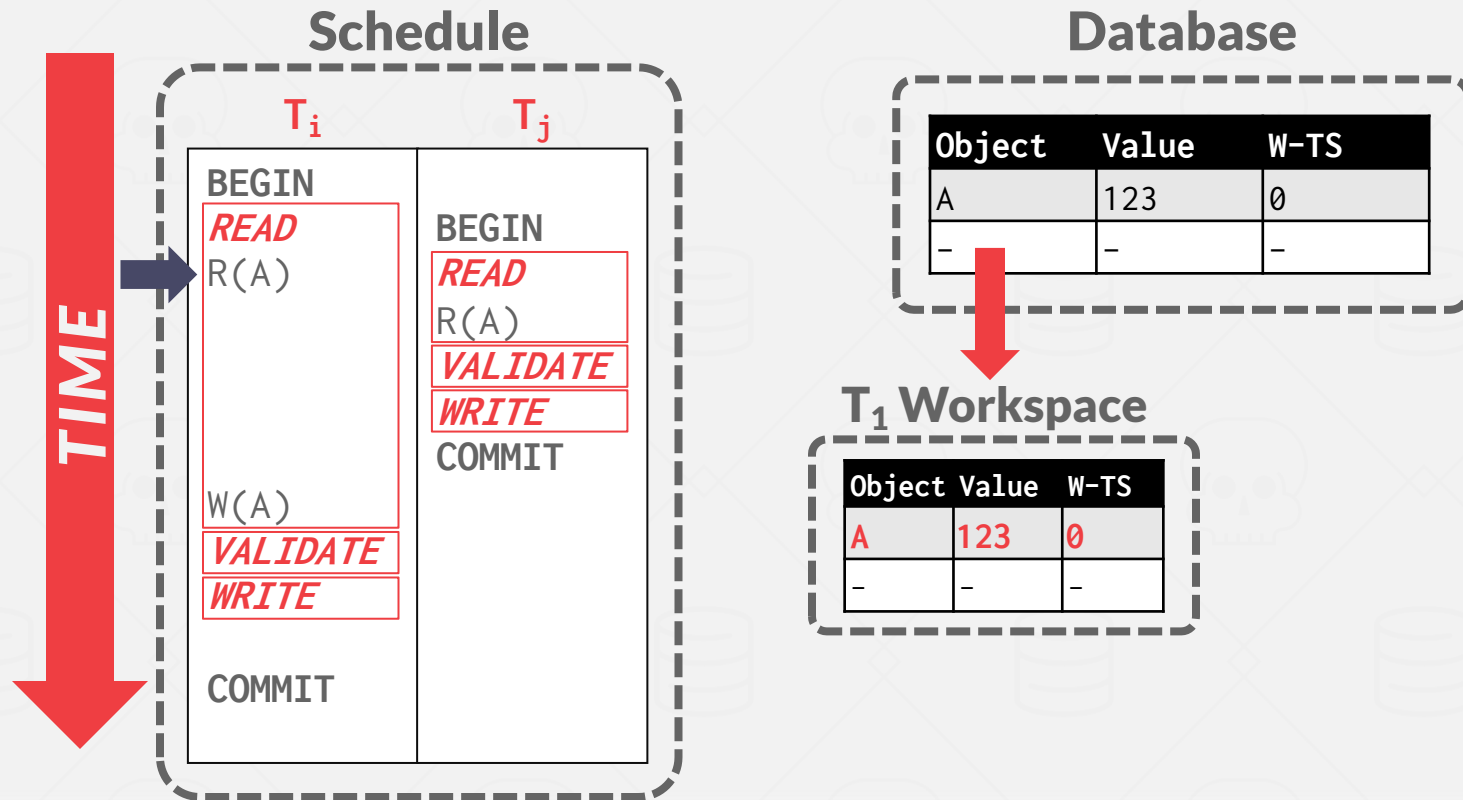 Schedule
TIME
Tᵢ Tⱼ
BEGIN
READ
R(A)
W(A)
VALIDATE
WRITE
COMMIT
BEGIN
READ
R(A)
VALIDATE
WRITE
COMMIT
Database
Object Value W-TS
A 123 0
- - -
T₁ Workspace
Object Value W-TS
A 123 0
- - -